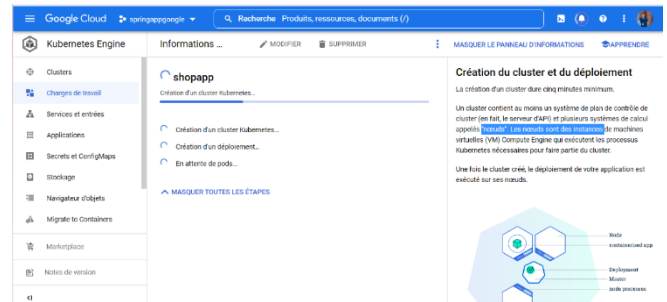 Google Cloud
springappgoogle
Recherche Produits, ressources, documents (/)
Kubernetes Engine
Informations ...
MODIFIER
SUPPRIMER
MASQUER LE PANNEAU D'INFORMATIONS
APPRENDRE
Clusters
Charges de travail
Services et entrées
Applications
Secrets et ConfigMaps
Stockage
Navigateur d'objets
Migrate to Containers
Marketplace
Notes de version
shopapp
Création d'un cluster Kubernetes...
Création d'un cluster Kubernetes...
Création d'un déploiement...
En attente de pods...
MASQUER TOUTES LES ÉTAPES
Création du cluster et du déploiement
La création d'un cluster dure cinq minutes minimum.
Un cluster contient au moins un système de plan de contrôle de
cluster (en fait, le serveur d'API) et plusieurs systèmes de calcul
appelés "nœuds". Les nœuds sont des instances de machines
virtuelles (VM) Compute Engine qui exécutent les processus
Kubernetes nécessaires pour faire partie du cluster.
Une fois le cluster créé, le déploiement de votre application est
exécuté sur ses nœuds.
Node
containerized app
Deployment
Master
node processes